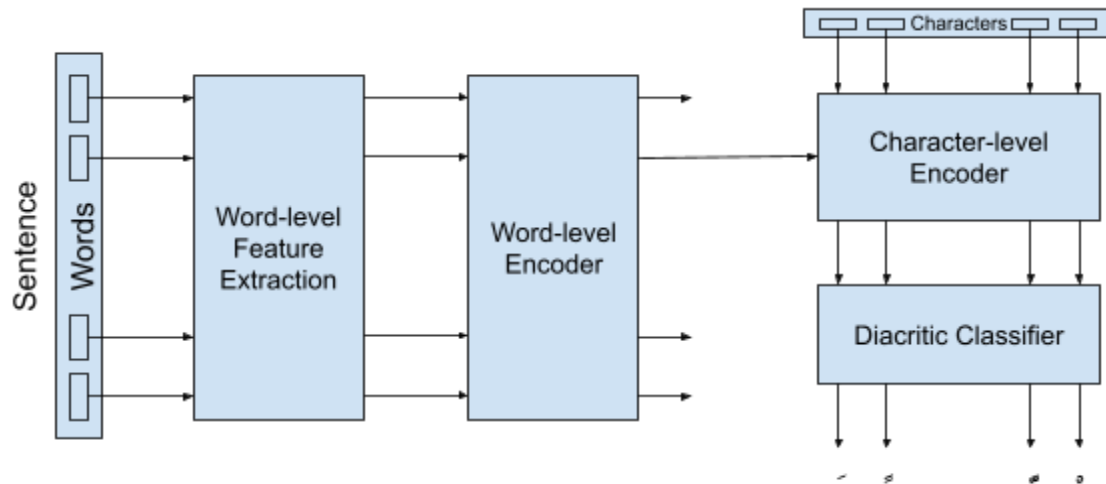 Sentence
Words
Word-level
Feature
Extraction
Word-level
Encoder
Characters
Character-level
Encoder
Diacritic Classifier